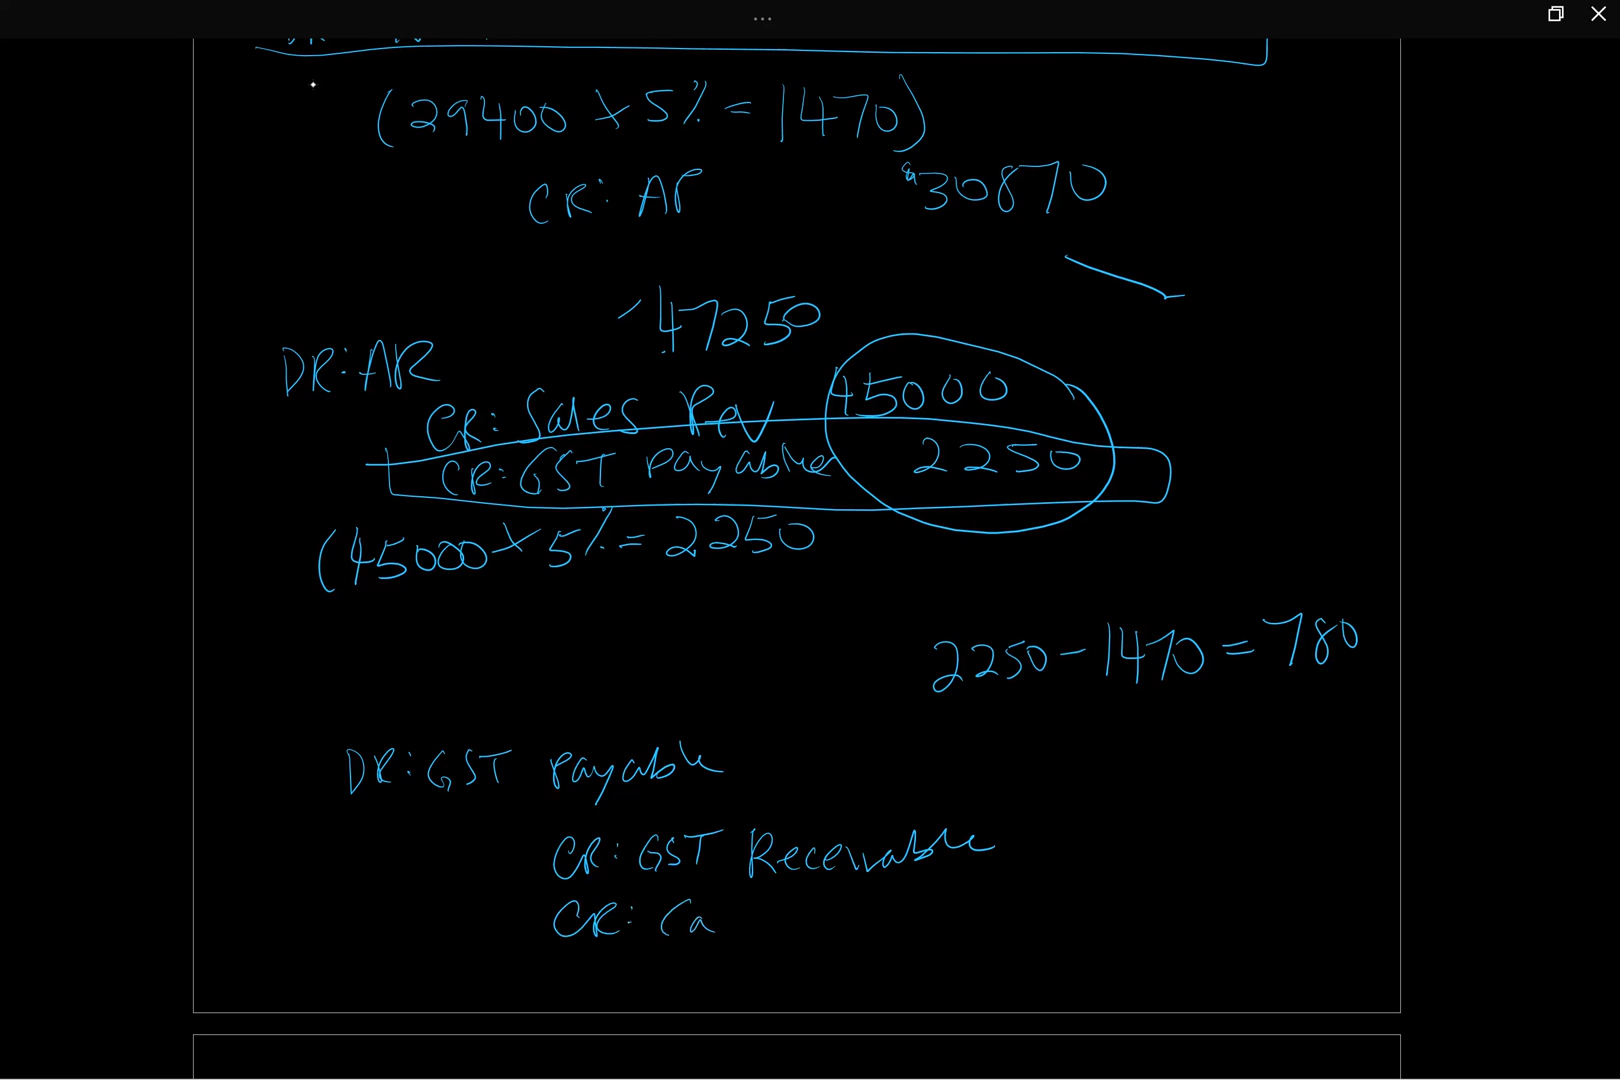 (29400 × 5% = 1470)
CR: AP $30870
47250
DR: AR
CR: Sales Rev 45000
CR: GST Payable 2250
(45000 × 5% = 2250
2250 - 1470 = 780
DR: GST Payable
CR: GST Receivable
CR: Ca